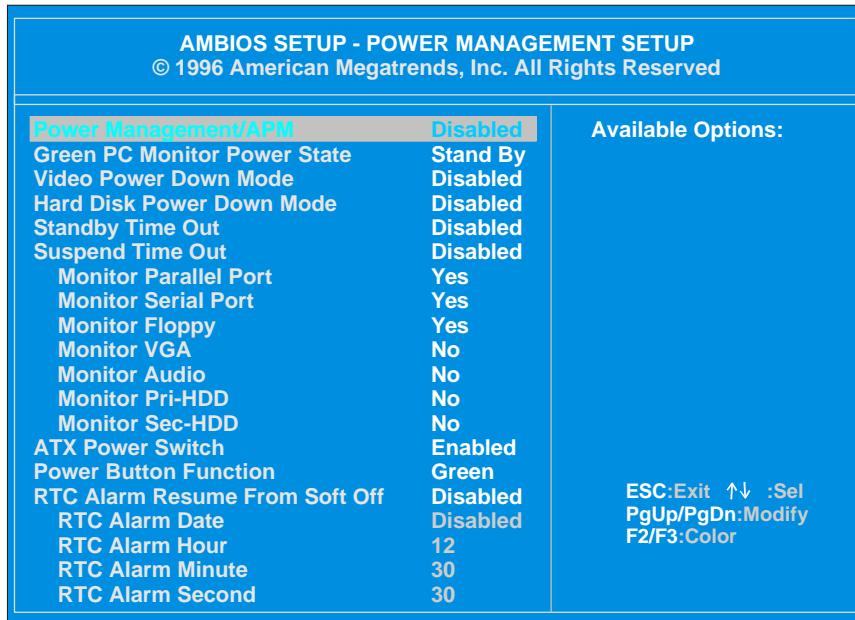 AMBIOS SETUP - POWER MANAGEMENT SETUP
© 1996 American Megatrends, Inc. All Rights Reserved
Power Management/APM Disabled
Green PC Monitor Power State Stand By
Video Power Down Mode Disabled
Hard Disk Power Down Mode Disabled
Standby Time Out Disabled
Suspend Time Out Disabled
Monitor Parallel Port Yes
Monitor Serial Port Yes
Monitor Floppy Yes
Monitor VGA No
Monitor Audio No
Monitor Pri-HDD No
Monitor Sec-HDD No
ATX Power Switch Enabled
Power Button Function Green
RTC Alarm Resume From Soft Off Disabled
RTC Alarm Date Disabled
RTC Alarm Hour 12
RTC Alarm Minute 30
RTC Alarm Second 30
Available Options:
ESC:Exit ↑↓ :Sel
PgUp/PgDn:Modify
F2/F3:Color